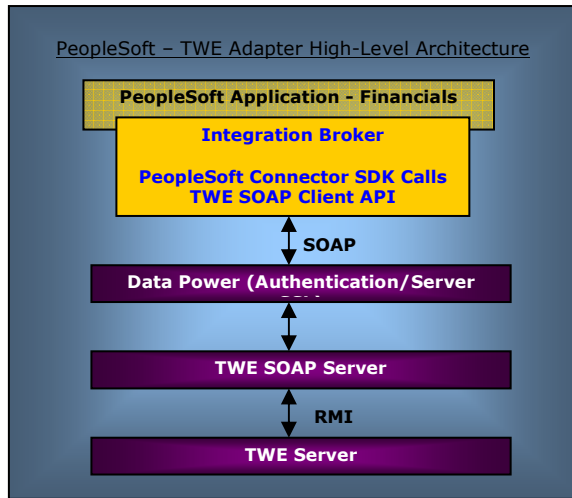 PeopleSoft – TWE Adapter High-Level Architecture
PeopleSoft Application - Financials
Integration Broker
PeopleSoft Connector SDK Calls
TWE SOAP Client API
SOAP
Data Power (Authentication/Server
TWE SOAP Server
RMI
TWE Server